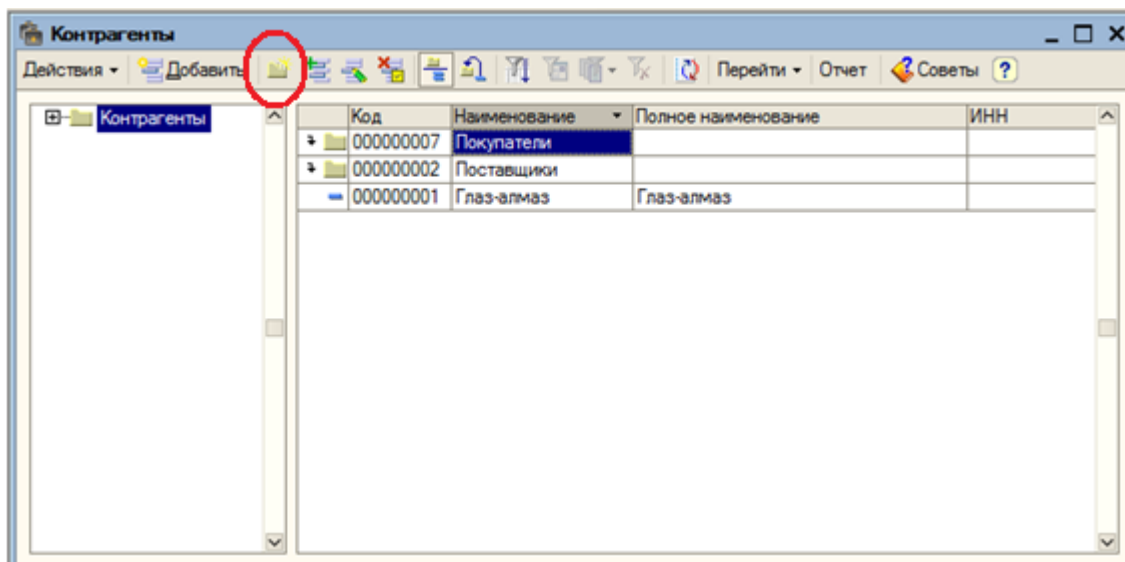 Контрагенты
Действия Добавить Перейти Отчет Советы ?
Контрагенты
Код Наименование Полное наименование ИНН
000000007 Покупатели
000000002 Поставщики
000000001 Глаз-алмаз Глаз-алмаз